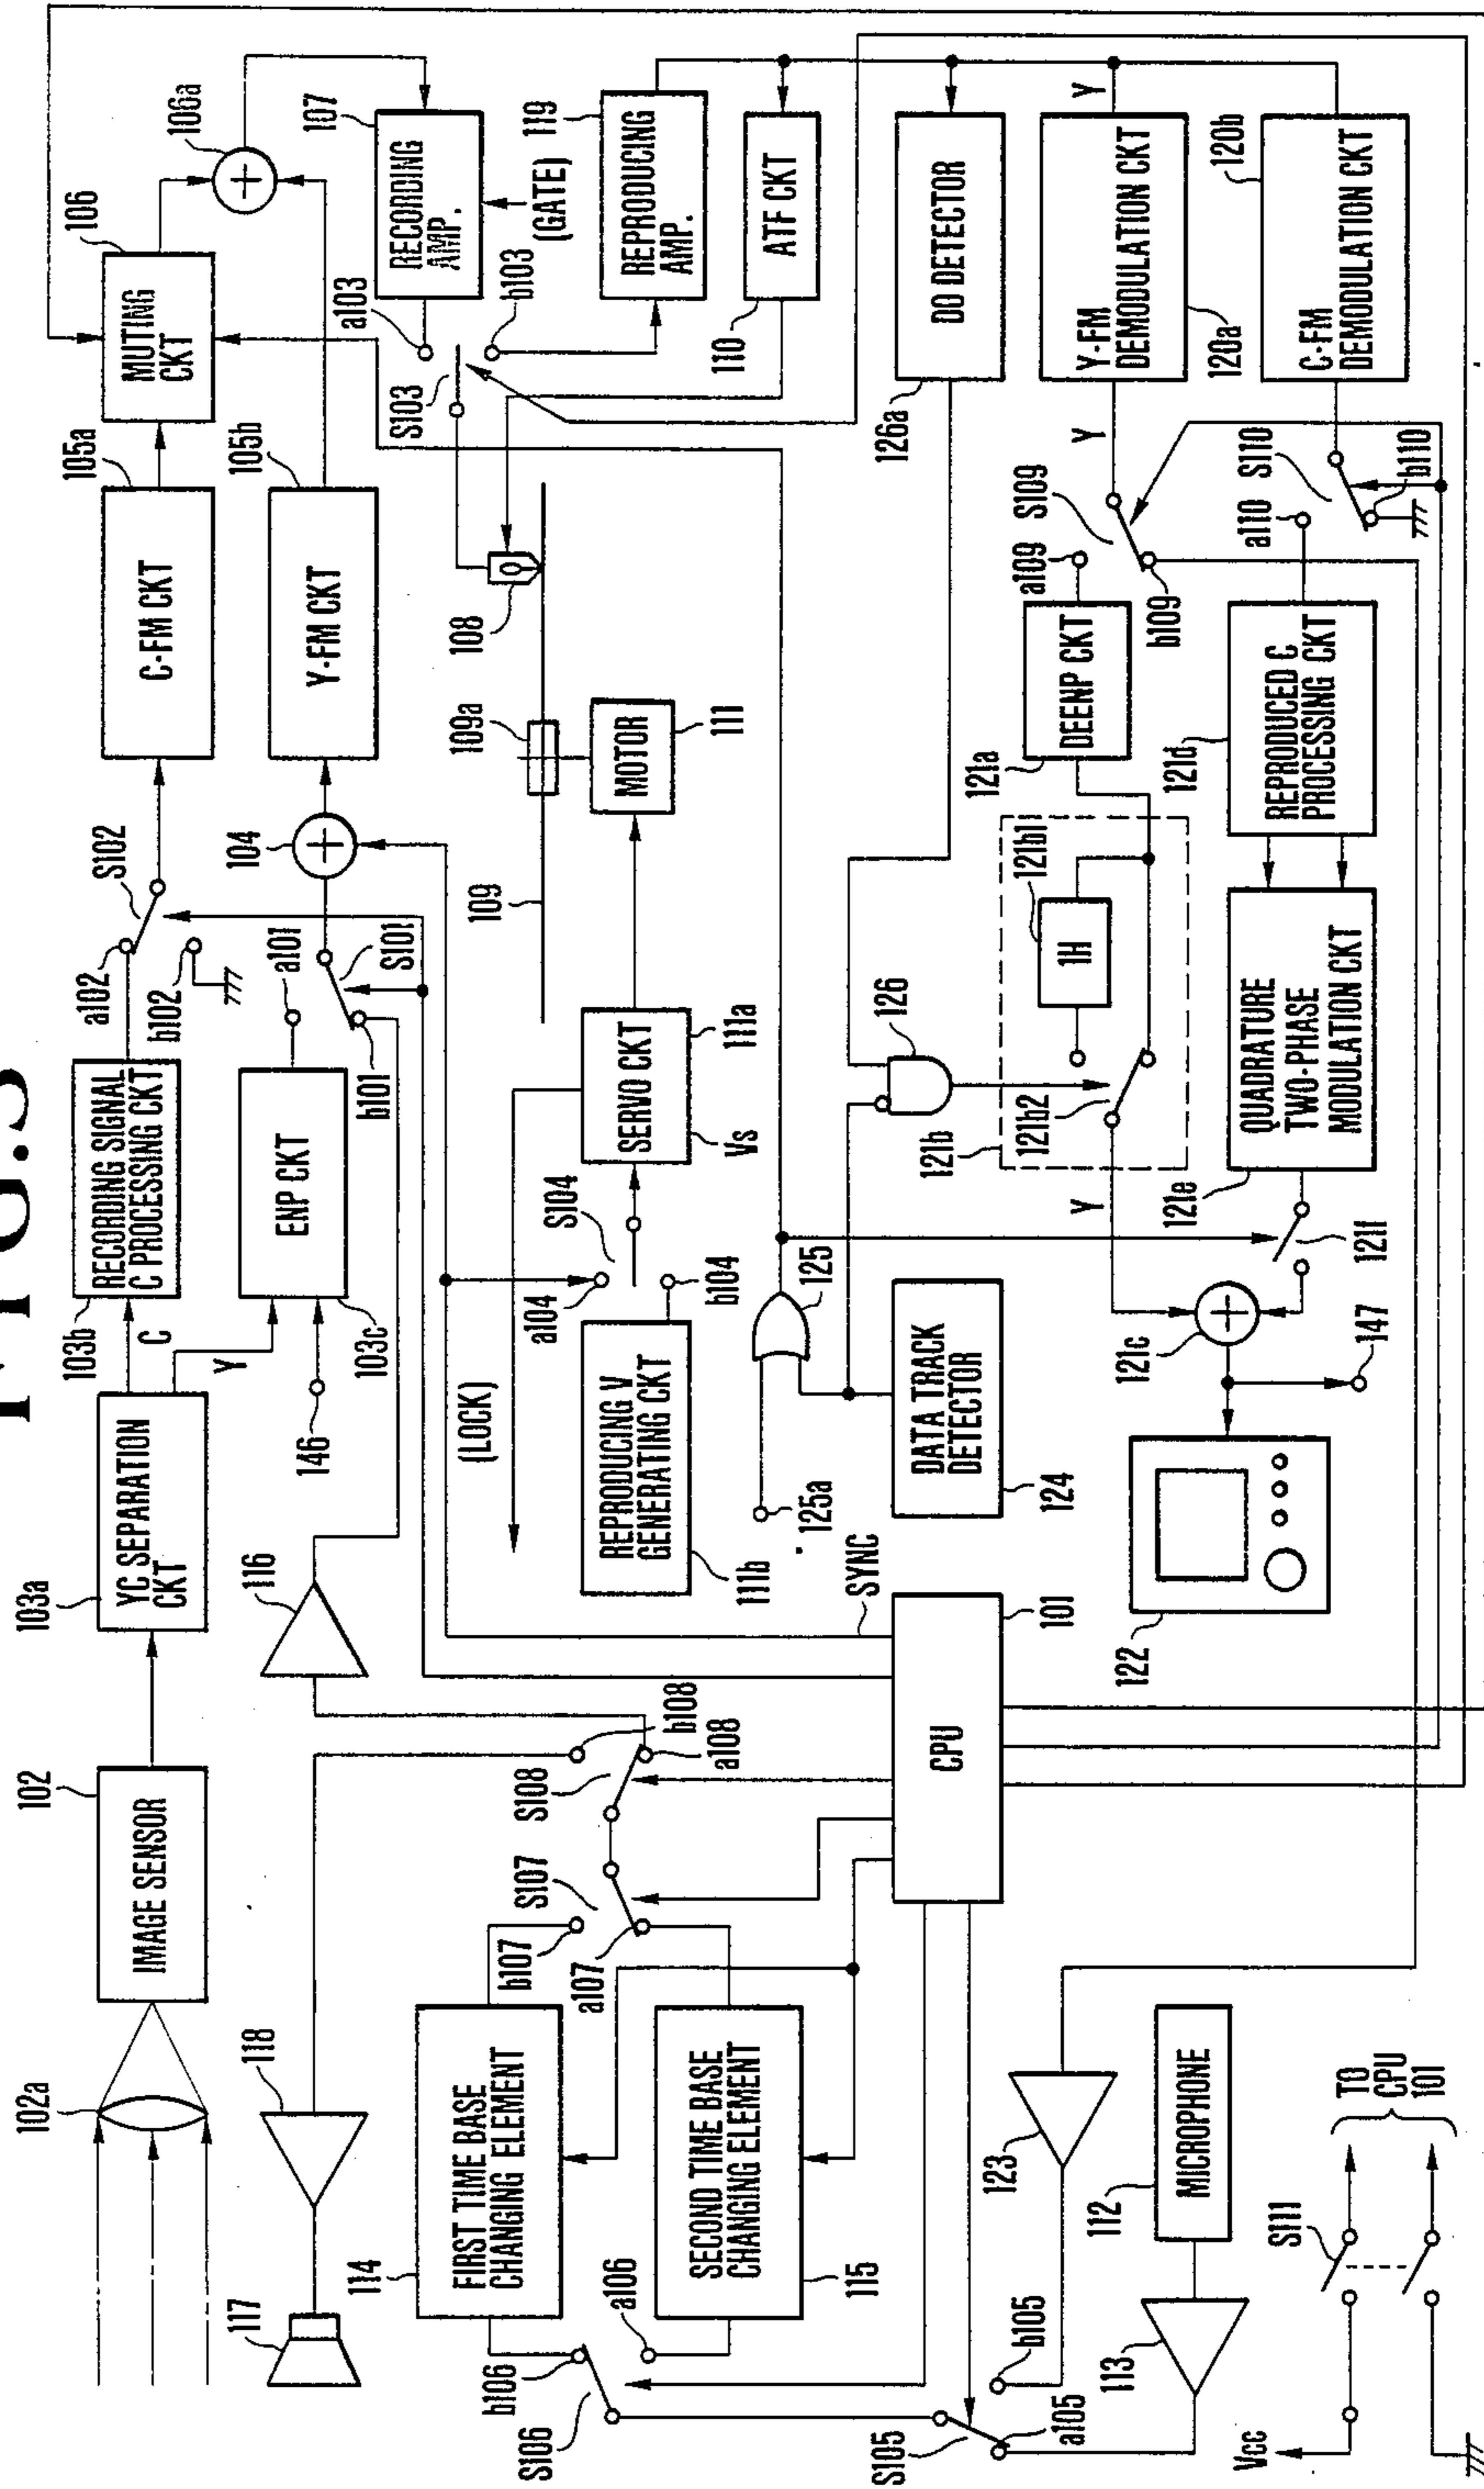 FIG.5
102a
102
IMAGE SENSOR
103a
YC SEPARATION
CKT
103b
RECORDING SIGNAL
C PROCESSING CKT
C
Y
a102
b102
S102
105a
C-FM CKT
106
MUTING
CKT
106a
117
118
116
146
ENP CKT
103c
a101
b101
S101
104
105b
Y-FM CKT
107
RECORDING
AMP.
(GATE)
a103
b103
S103
119
REPRODUCING
AMP.
108
109
109a
MOTOR
111
110
ATF CKT
(LOCK)
SERVO CKT
111a
Vs
S104
a104
b104
REPRODUCING V
GENERATING CKT
111b
114
FIRST TIME BASE
CHANGING ELEMENT
b106
a106
S106
SECOND TIME BASE
CHANGING ELEMENT
115
b107
a107
S107
S108
b108
a108
SYNC
CPU
101
125a
125
DATA TRACK
DETECTOR
124
126
DO DETECTOR
126a
121b
121b2
121b1
1H
DEENP CKT
121a
a109
b109
S109
Y
Y
Y
Y-FM
DEMODULATION CKT
120a
120b
C-FM
DEMODULATION CKT
S110
a110
b110
REPRODUCED C
PROCESSING CKT
121d
QUADRATURE
TWO-PHASE
MODULATION CKT
121e
121f
121c
147
122
123
S105
a105
b105
113
112
MICROPHONE
Vcc
S111
TO
CPU
101